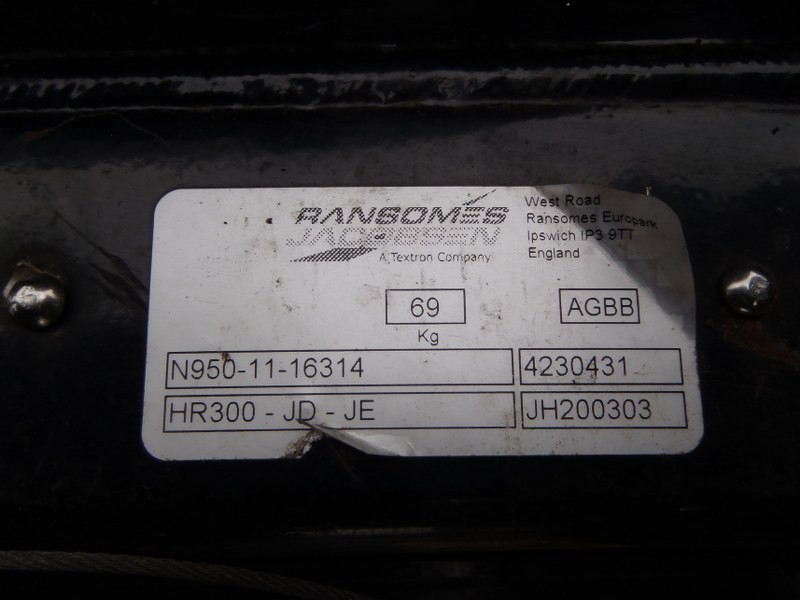 RANSOMES
JACOBSEN
A Textron Company
West Road
Ransomes Europark
Ipswich IP3 9TT
England
69
Kg
AGBB
N950-11-16314
4230431
HR300 - JD - JE
JH200303